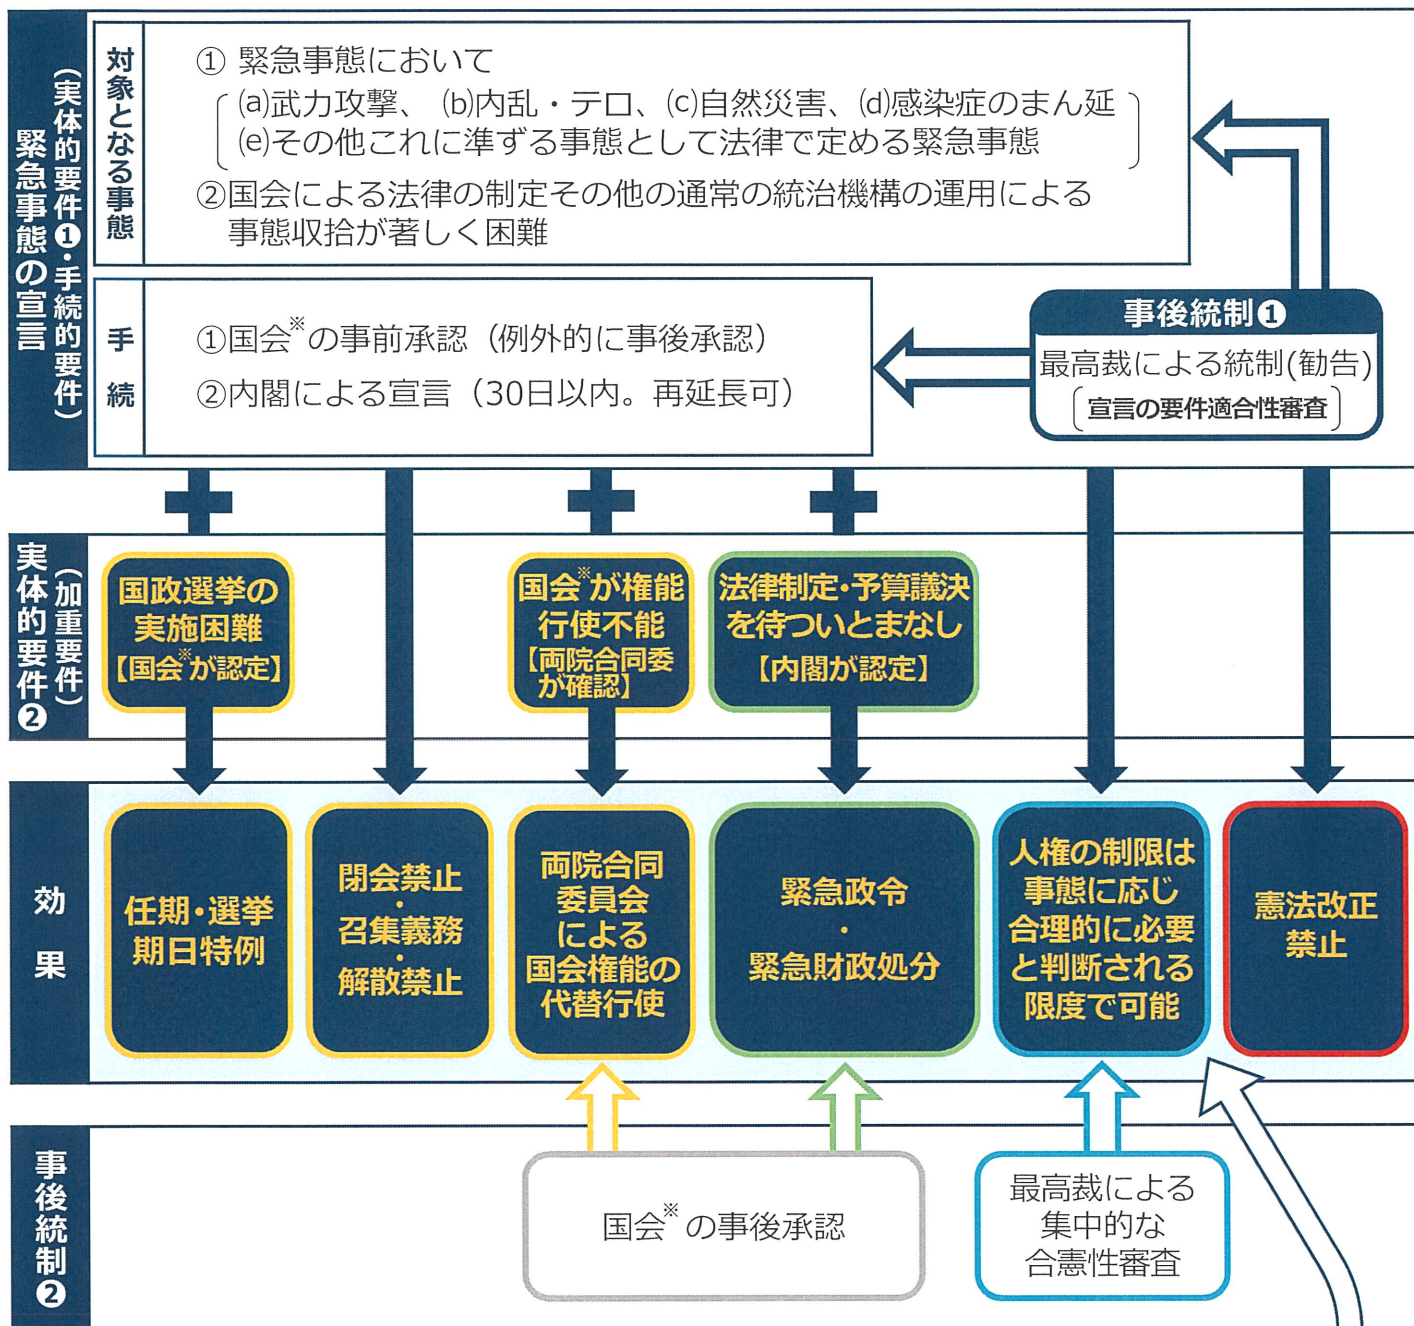 緊急事態の宣言
（実体的要件❶・手続的要件）
対象となる事態
① 緊急事態において
(a)武力攻撃、 (b)内乱・テロ、(c)自然災害、(d)感染症のまん延
(e)その他これに準ずる事態として法律で定める緊急事態
②国会による法律の制定その他の通常の統治機構の運用による
事態収拾が著しく困難
手続
①国会※の事前承認（例外的に事後承認）
②内閣による宣言（30日以内。再延長可）
事後統制❶
最高裁による統制(勧告)
宣言の要件適合性審査
実体的要件❷
（加重要件）
国政選挙の
実施困難
【国会※が認定】
国会※が権能
行使不能
【両院合同委
が確認】
法律制定・予算議決
を待ついとまなし
【内閣が認定】
効果
任期・選挙
期日特例
閉会禁止
・
召集義務
・
解散禁止
両院合同
委員会
による
国会権能の
代替行使
緊急政令
・
緊急財政処分
人権の制限は
事態に応じ
合理的に必要
と判断される
限度で可能
憲法改正
禁止
事後統制❷
国会※の事後承認
最高裁による
集中的な
合憲性審査